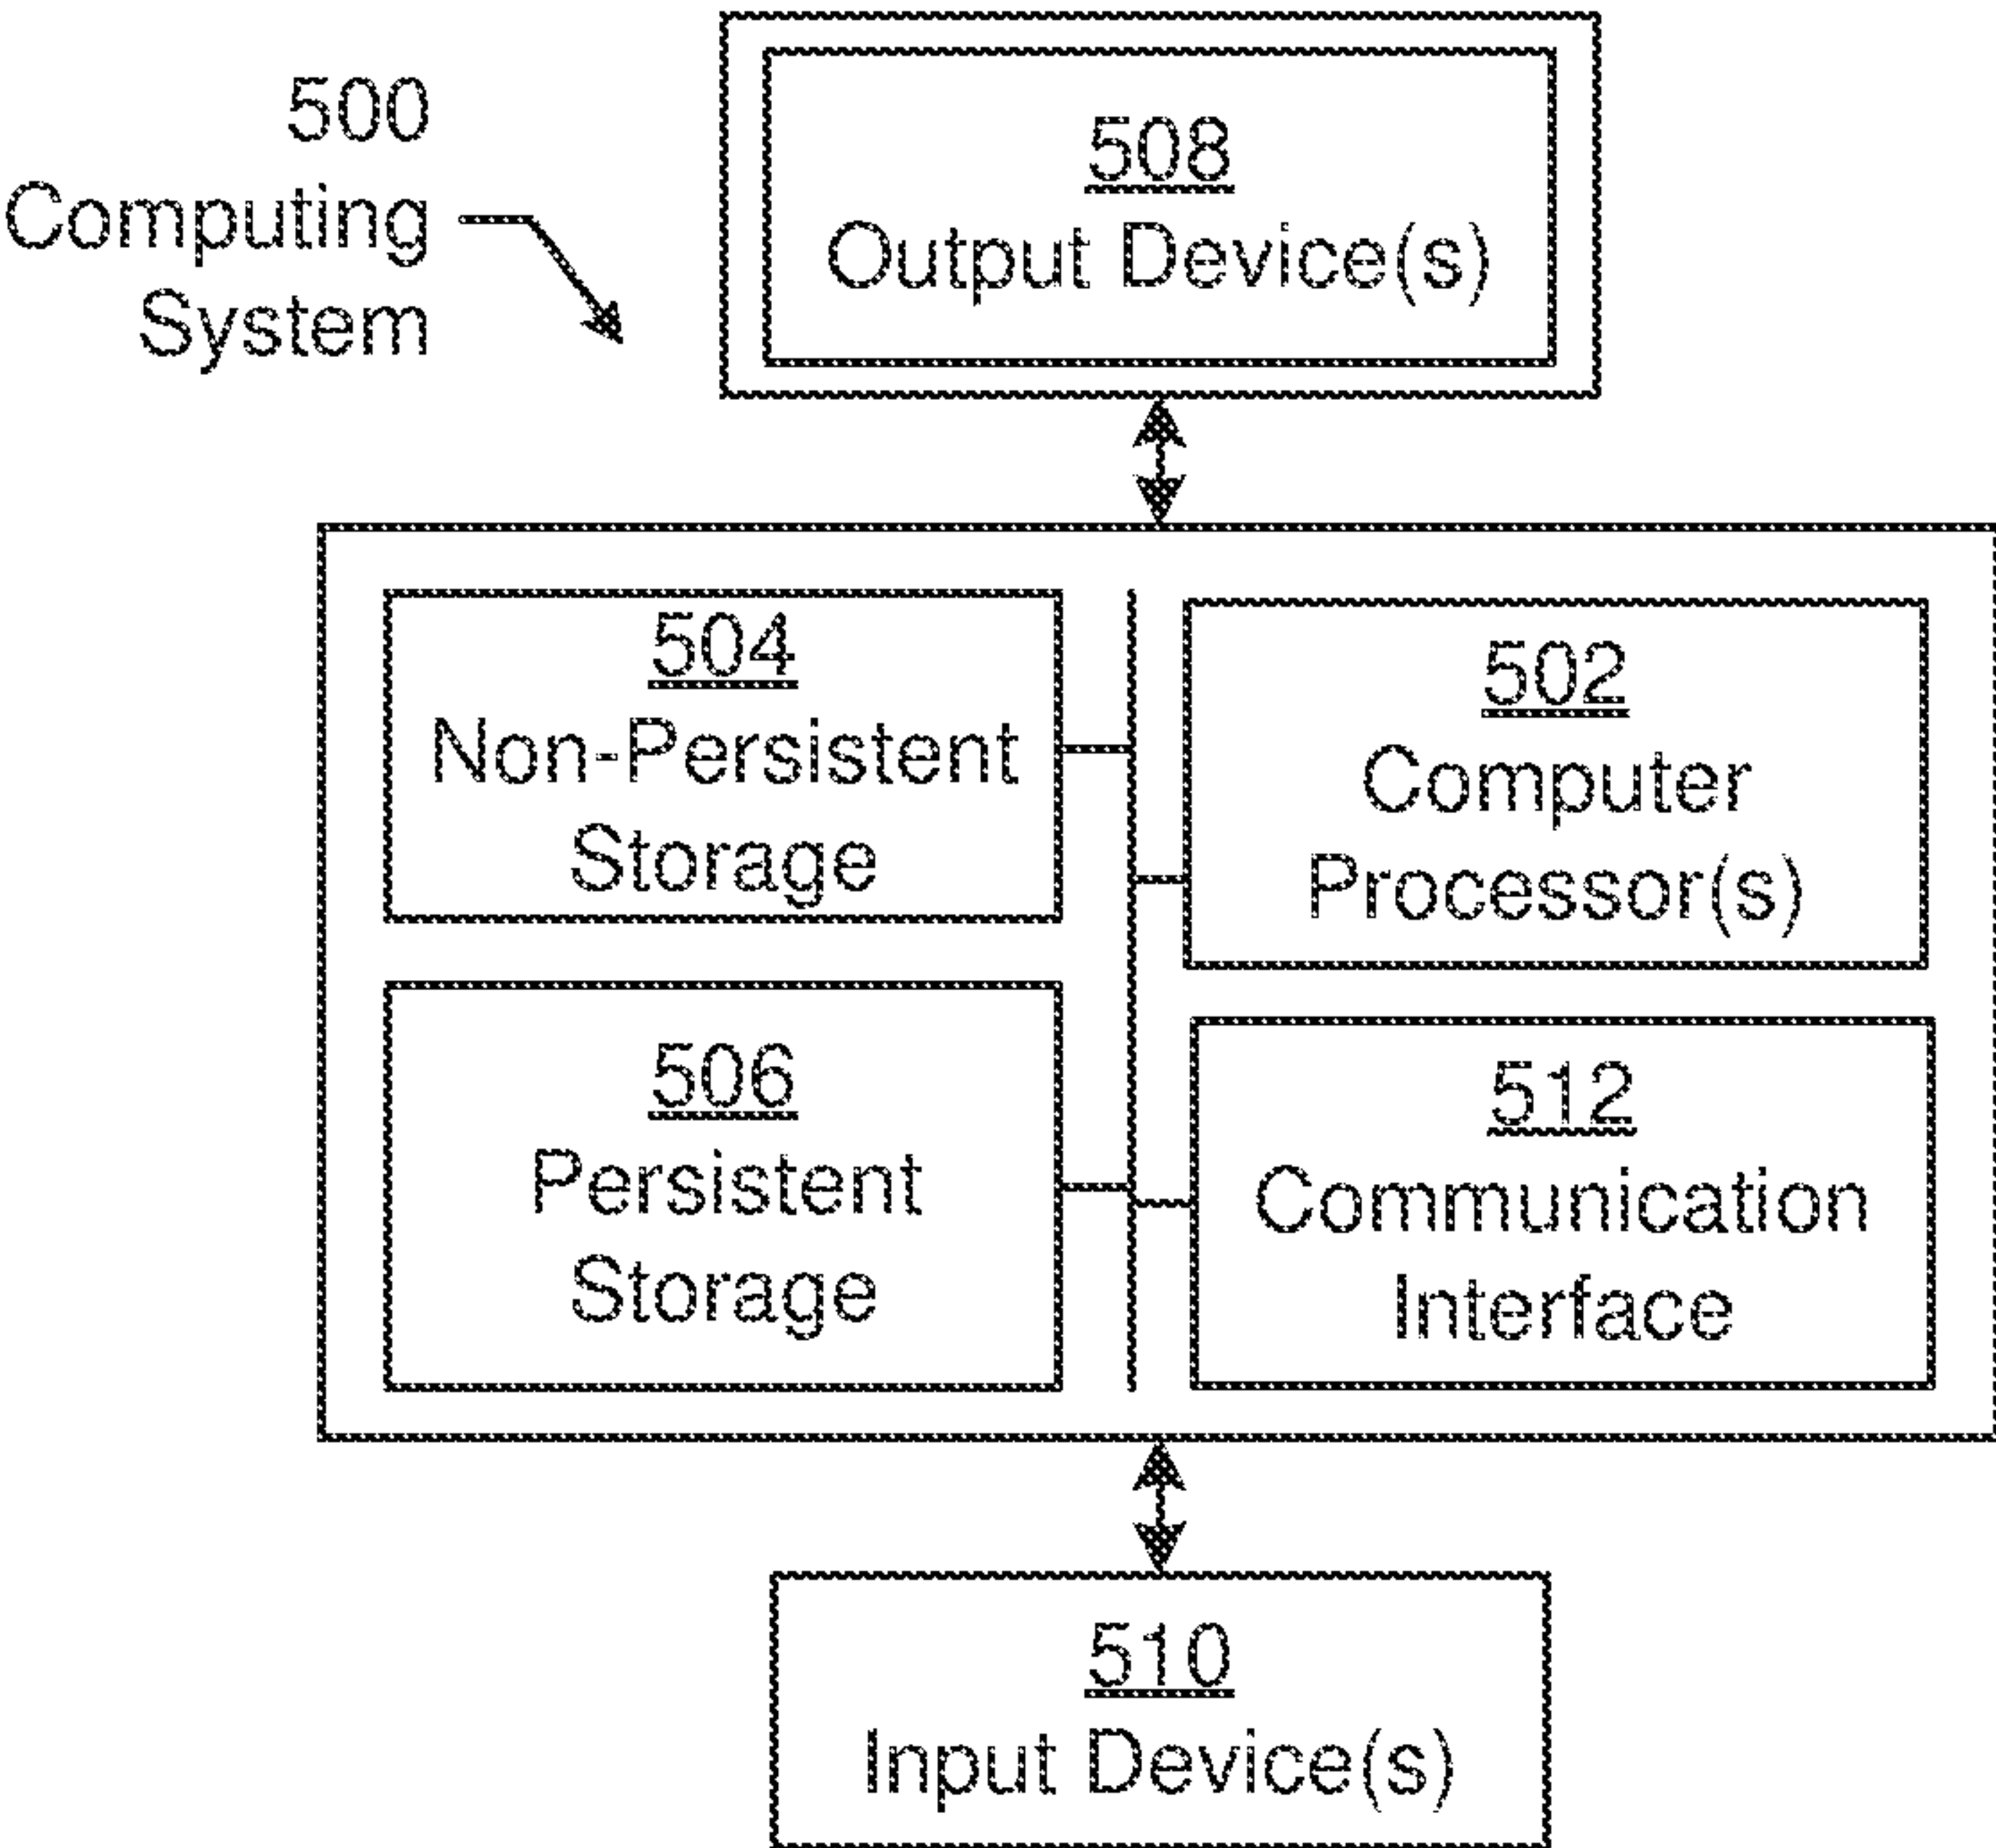 500
Computing
System
508
Output Device(s)
504
Non-Persistent
Storage
502
Computer
Processor(s)
506
Persistent
Storage
512
Communication
Interface
510
Input Device(s)